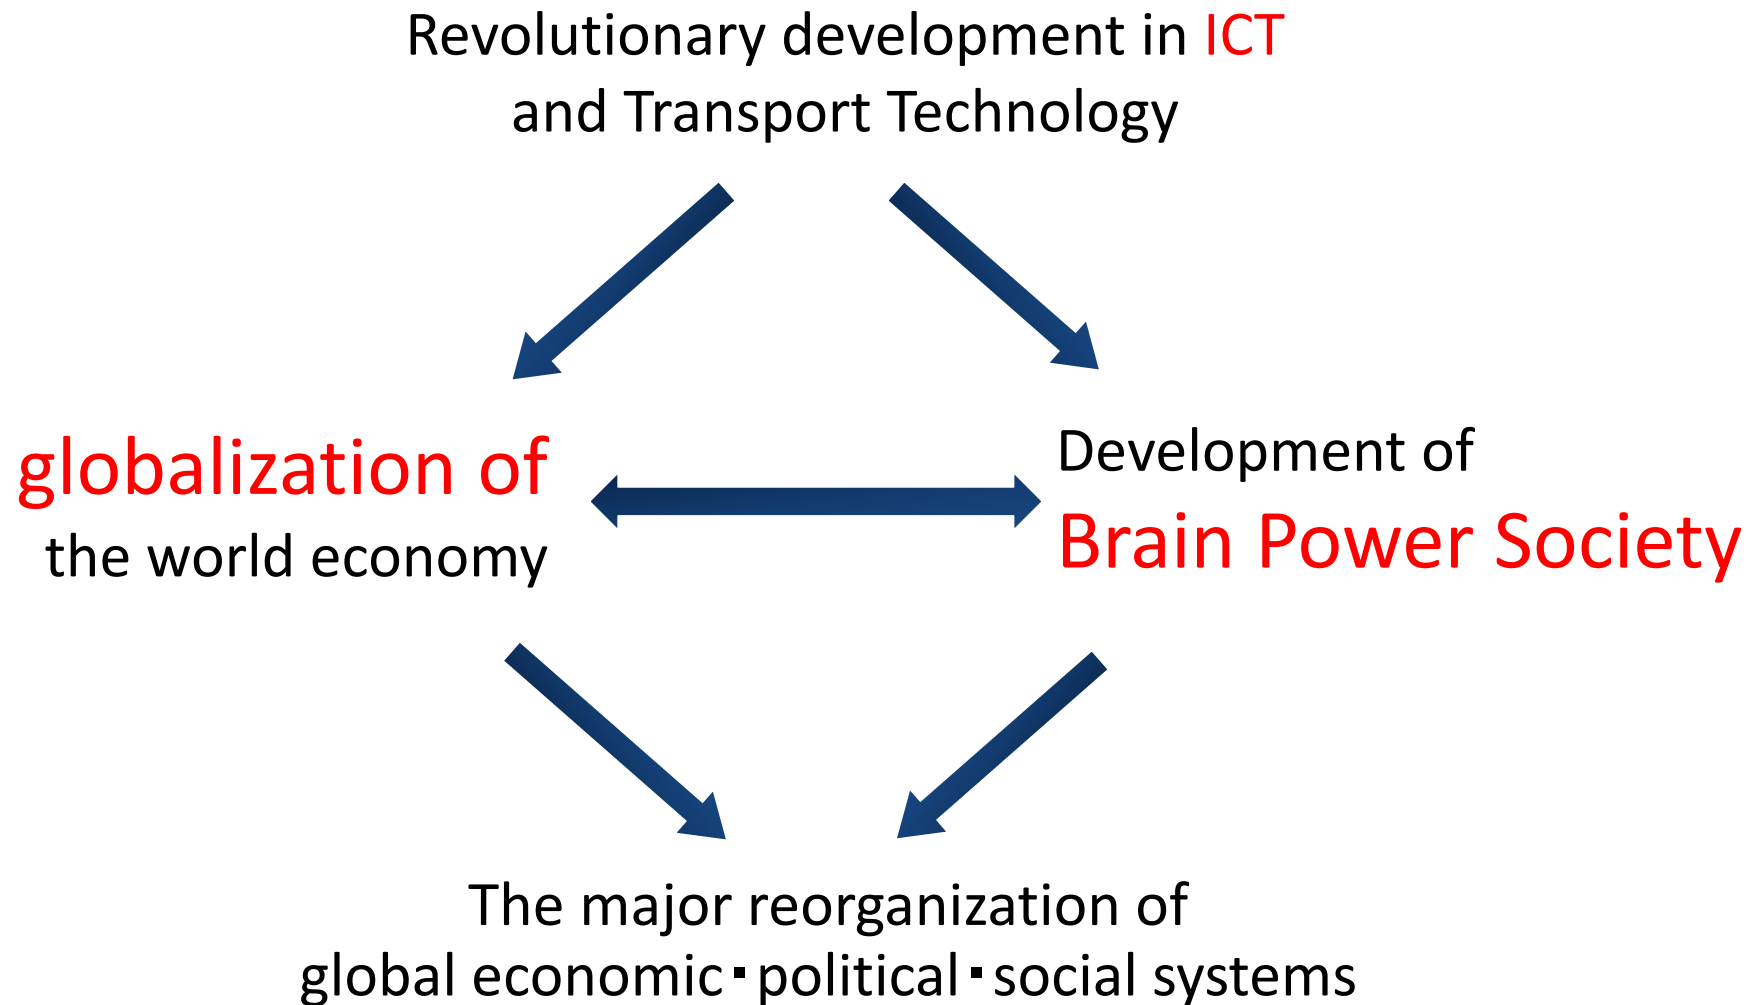 Revolutionary development in ICT
and Transport Technology
globalization of
the world economy
Development of
Brain Power Society
The major reorganization of
global economic・political・social systems